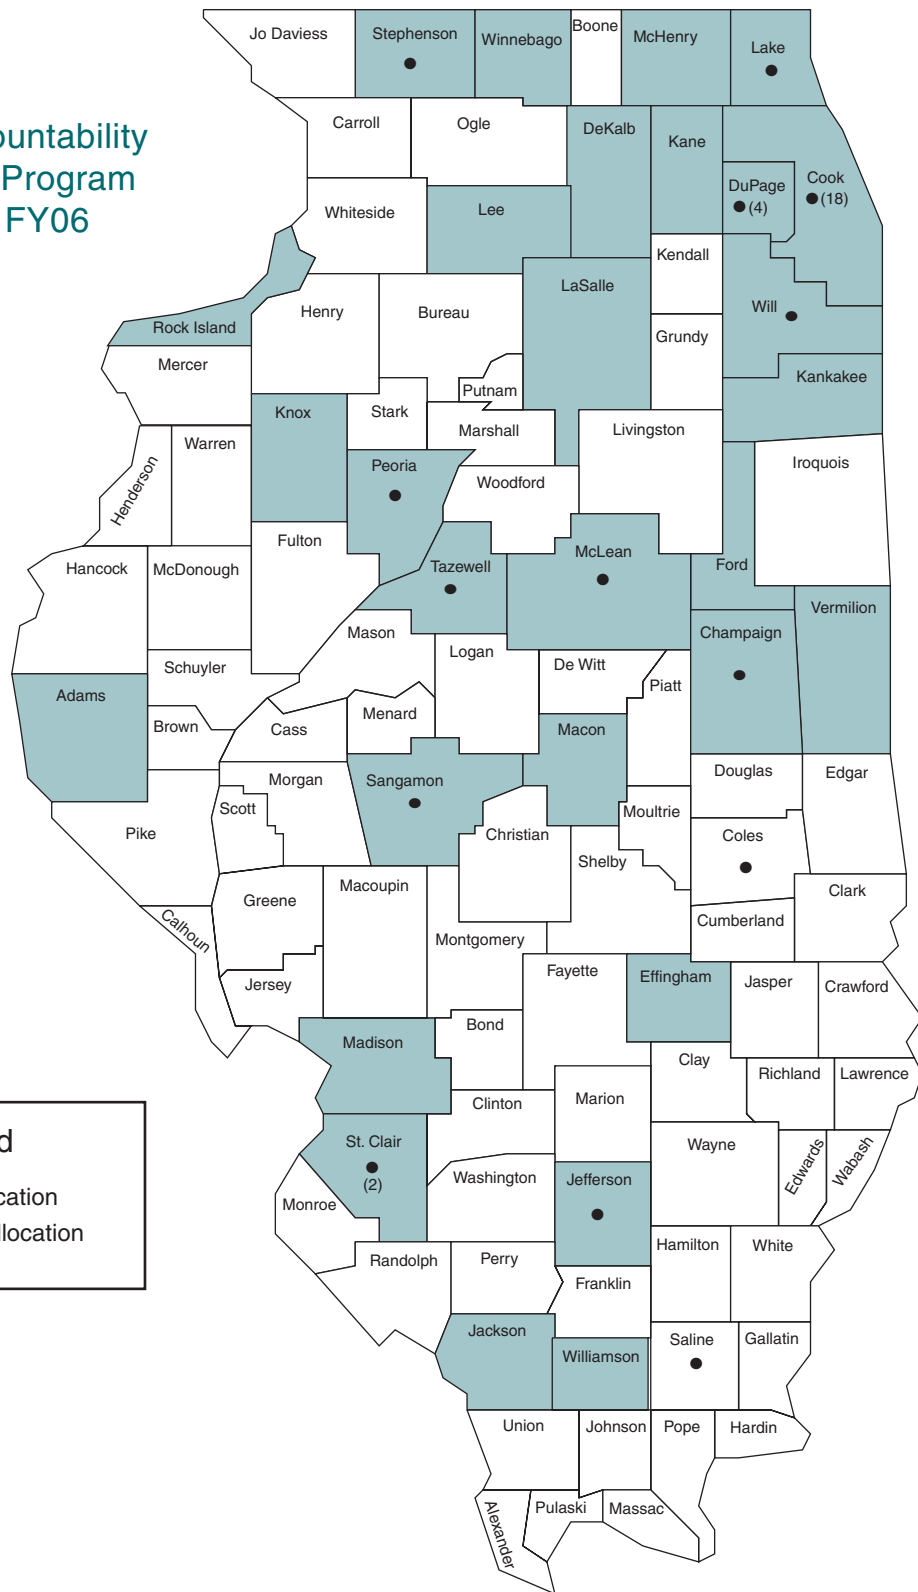 Jo Daviess
Stephenson
Winnebago
Boone
McHenry
Lake
ountability
Program
FY06
Carroll
Ogle
DeKalb
Kane
DuPage
(4)
Cook
(18)
Whiteside
Lee
Kendall
LaSalle
Rock Island
Henry
Bureau
Will
Grundy
Mercer
Putnam
Kankakee
Knox
Stark
Marshall
Livingston
Warren
Henderson
Peoria
Woodford
Iroquois
Fulton
Hancock
McDonough
Tazewell
McLean
Ford
Vermilion
Mason
Logan
Champaign
Schuyler
De Witt
Piatt
Adams
Brown
Cass
Menard
Macon
Morgan
Sangamon
Douglas
Edgar
Scott
Pike
Christian
Moultrie
Coles
Shelby
Macoupin
Greene
Clark
Calhoun
Montgomery
Cumberland
Fayette
Effingham
Jasper
Crawford
Jersey
Bond
Madison
Clay
Richland
Lawrence
Clinton
Marion
d
St. Clair
(2)
Wayne
Edwards
Wabash
cation
llocation
Washington
Jefferson
Monroe
Hamilton
White
Randolph
Perry
Franklin
Jackson
Williamson
Saline
Gallatin
Union
Johnson
Pope
Hardin
Alexander
Pulaski
Massac